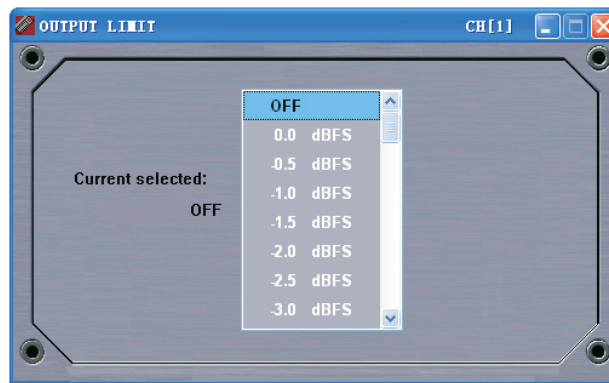 OUTPUT LIMIT CH[1]
Current selected:
OFF
OFF
0.0 dBFS
-0.5 dBFS
-1.0 dBFS
-1.5 dBFS
-2.0 dBFS
-2.5 dBFS
-3.0 dBFS